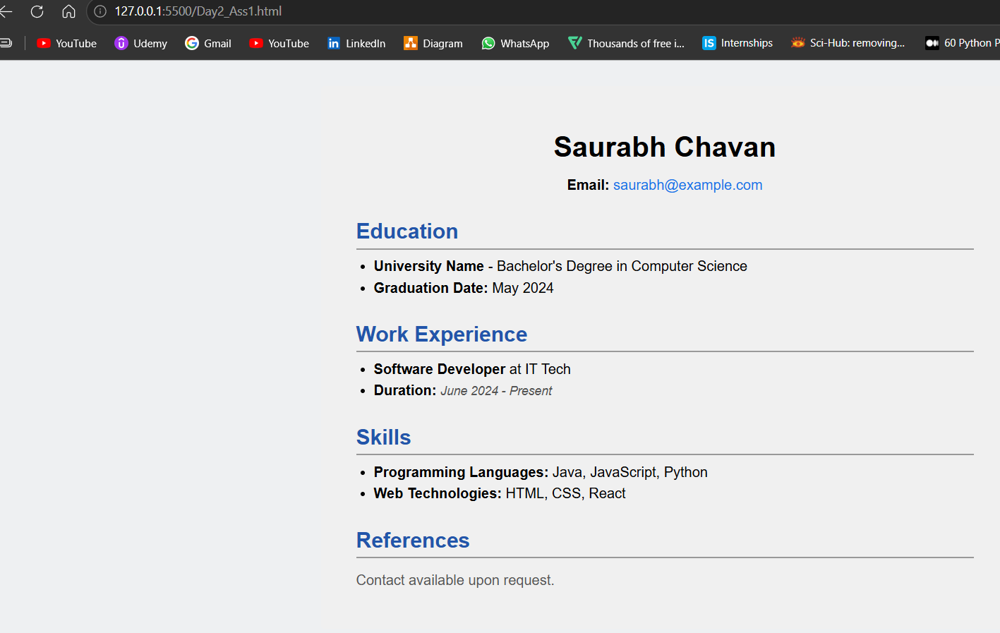 127.0.0.1:5500/Day2_Ass1.html
YouTube Udemy Gmail YouTube LinkedIn Diagram WhatsApp Thousands of free i... Internships Sci-Hub: removing... 60 Python P
Saurabh Chavan
Email: saurabh@example.com
Education
• University Name - Bachelor's Degree in Computer Science
• Graduation Date: May 2024
Work Experience
• Software Developer at IT Tech
• Duration: June 2024 - Present
Skills
• Programming Languages: Java, JavaScript, Python
• Web Technologies: HTML, CSS, React
References
Contact available upon request.